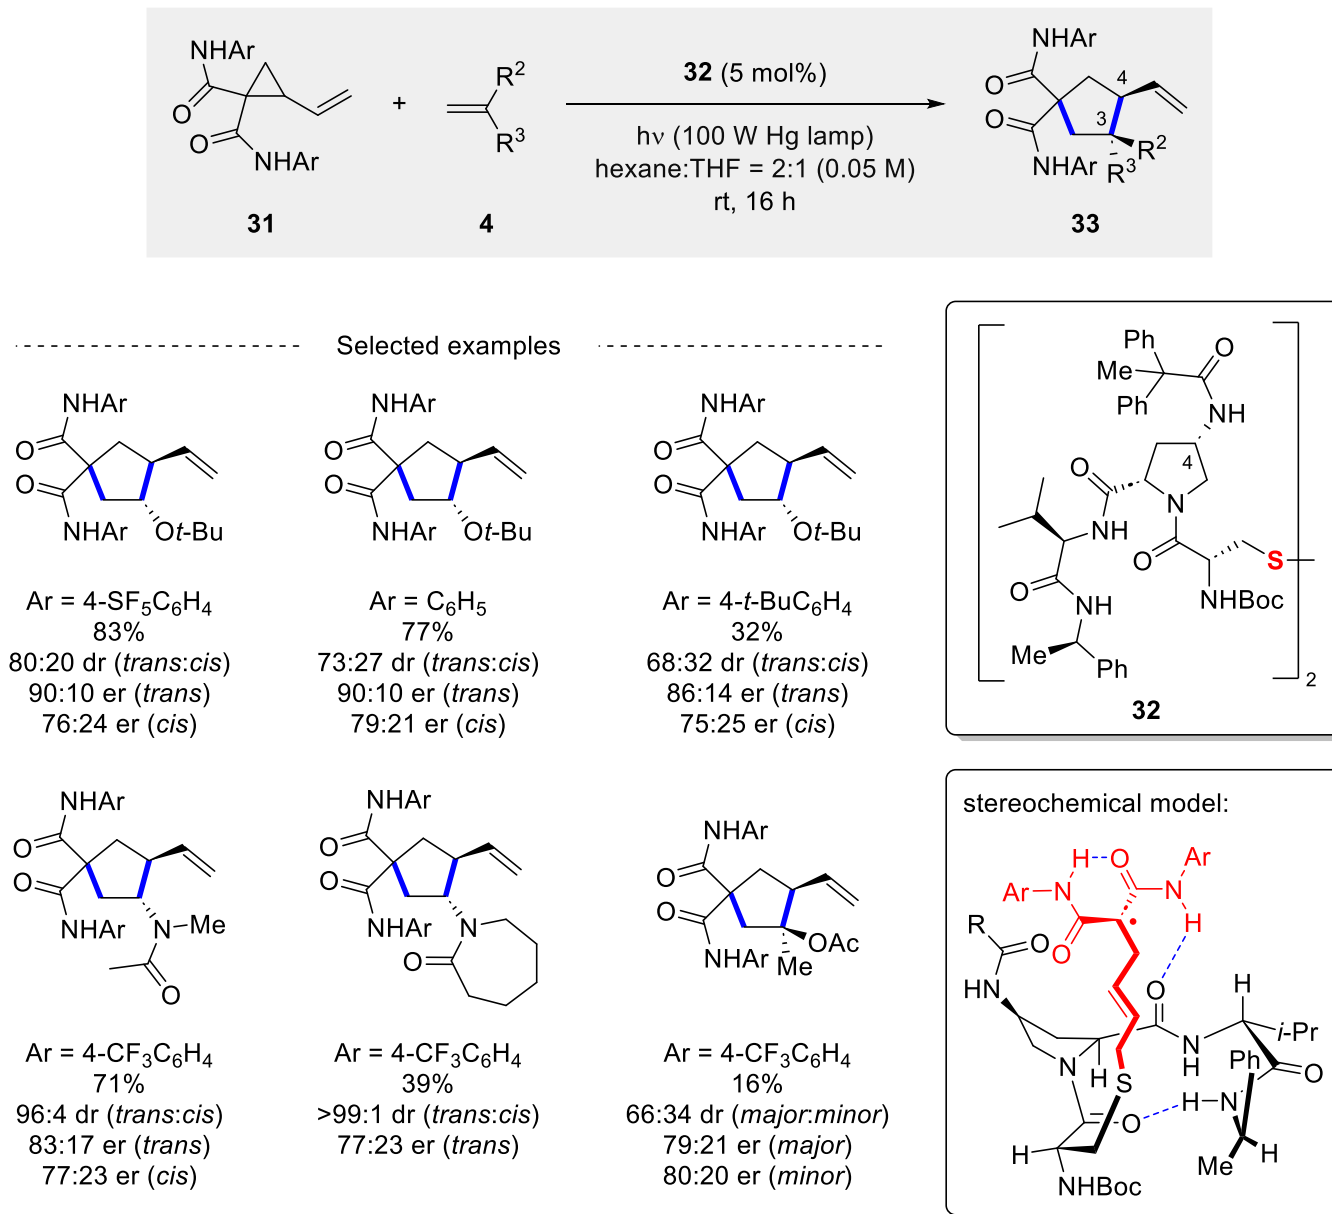 NHAr
O
O
NHAr
31
+
R2
R3
4
32 (5 mol%)
hν (100 W Hg lamp)
hexane:THF = 2:1 (0.05 M)
rt, 16 h
NHAr
O
O
NHAr
4
3
R2
R3
33
Selected examples
NHAr
O
O
NHAr
Ot-Bu
Ar = 4-SF5C6H4
83%
80:20 dr (trans:cis)
90:10 er (trans)
76:24 er (cis)
NHAr
O
O
NHAr
Ot-Bu
Ar = C6H5
77%
73:27 dr (trans:cis)
90:10 er (trans)
79:21 er (cis)
NHAr
O
O
NHAr
Ot-Bu
Ar = 4-t-BuC6H4
32%
68:32 dr (trans:cis)
86:14 er (trans)
75:25 er (cis)
NHAr
O
O
NHAr
N
Me
O
Ar = 4-CF3C6H4
71%
96:4 dr (trans:cis)
83:17 er (trans)
77:23 er (cis)
NHAr
O
O
NHAr
N
O
Ar = 4-CF3C6H4
39%
>99:1 dr (trans:cis)
77:23 er (trans)
NHAr
O
O
NHAr
OAc
Me
Ar = 4-CF3C6H4
16%
66:34 dr (major:minor)
79:21 er (major)
80:20 er (minor)
Ph
Me
O
Ph
NH
O
4
N
NH
O
S
O
NHBoc
NH
Me
Ph
2
32
stereochemical model:
H
O
Ar
Ar
N
N
H
R
O
O
O
H
HN
i-Pr
N
H
N
H
Ph
O
S
H
N
O
H
H
Me
NHBoc